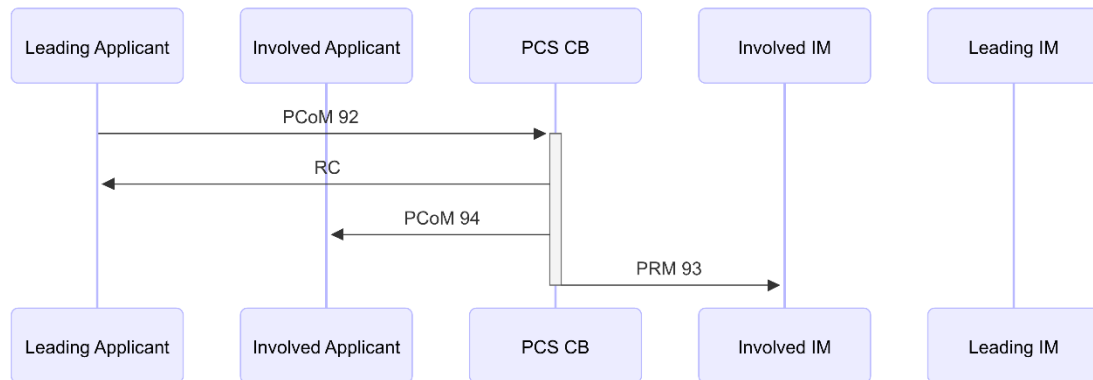 Leading Applicant
Involved Applicant
PCS CB
Involved IM
Leading IM
PCoM 92
RC
PCoM 94
PRM 93
Leading Applicant
Involved Applicant
PCS CB
Involved IM
Leading IM